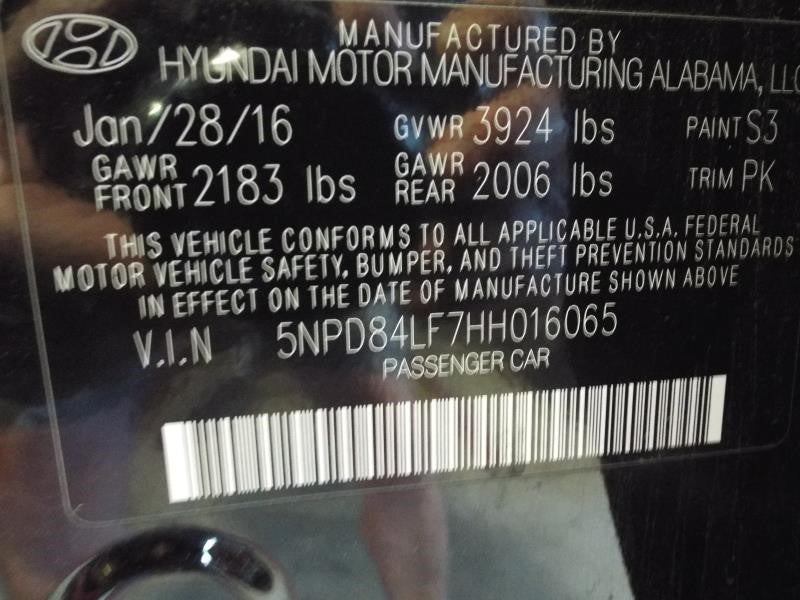 MANUFACTURED BY
HYUNDAI MOTOR MANUFACTURING ALABAMA, LLC
Jan/28/16 GVWR 3924 lbs PAINT S3
GAWR FRONT 2183 lbs GAWR REAR 2006 lbs TRIM PK
THIS VEHICLE CONFORMS TO ALL APPLICABLE U.S.A. FEDERAL
MOTOR VEHICLE SAFETY, BUMPER, AND THEFT PREVENTION STANDARDS
IN EFFECT ON THE DATE OF MANUFACTURE SHOWN ABOVE
V.I.N 5NPD84LF7HH016065
PASSENGER CAR